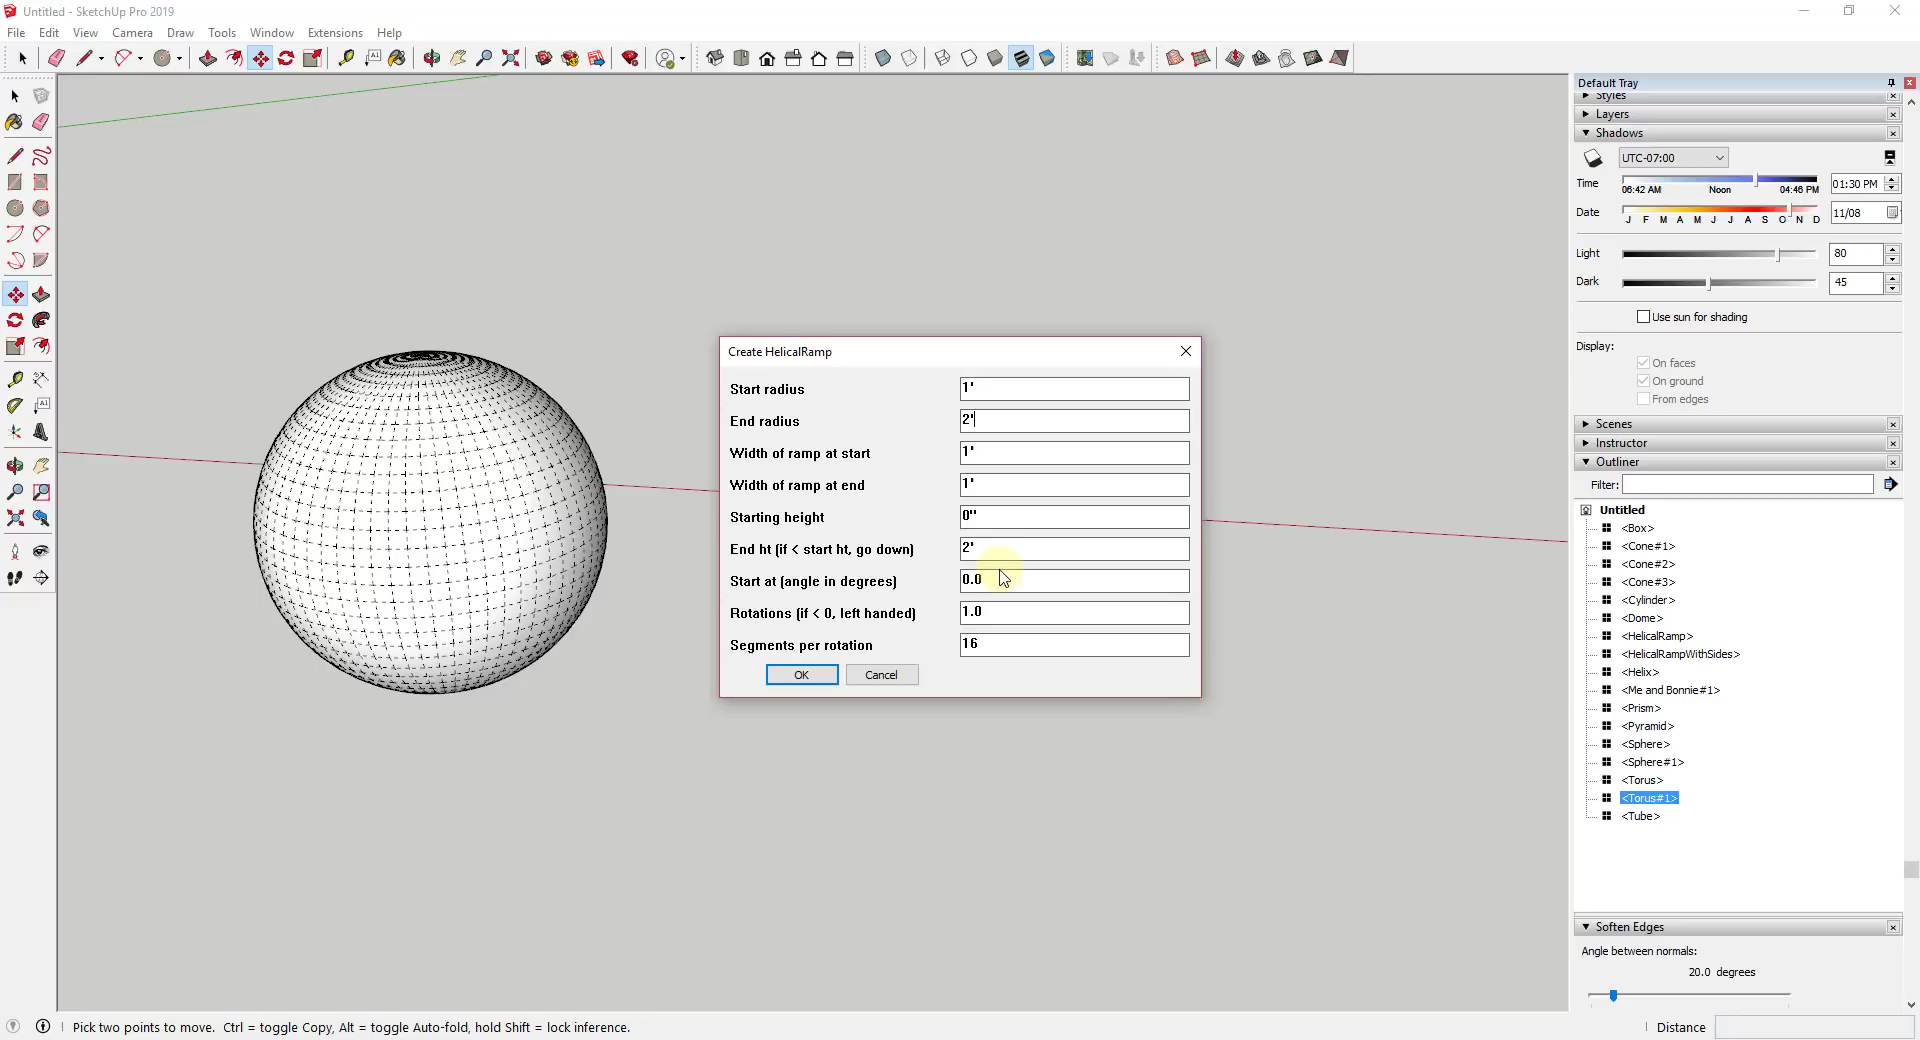 Untitled - SketchUp Pro 2019
File Edit View Camera Draw Tools Window Extensions Help
Default Tray
Styles
Layers
Shadows
UTC-07:00
Time
06:42 AM Noon 04:46 PM
01:30 PM
Date
J F M A M J J A S O N D
11/08
Light
80
Dark
45
Use sun for shading
Display:
On faces
On ground
From edges
Scenes
Instructor
Outliner
Filter:
Untitled
<Box>
<Cone#1>
<Cone#2>
<Cone#3>
<Cylinder>
<Dome>
<HelicalRamp>
<HelicalRampWithSides>
<Helix>
<Me and Bonnie#1>
<Prism>
<Pyramid>
<Sphere>
<Sphere#1>
<Torus>
<Torus#1>
<Tube>
Soften Edges
Angle between normals:
20.0 degrees
Create HelicalRamp
Start radius 1'
End radius 2'
Width of ramp at start 1'
Width of ramp at end 1'
Starting height 0"
End ht (if < start ht, go down) 2'
Start at (angle in degrees) 0.0
Rotations (if < 0, left handed) 1.0
Segments per rotation 16
OK Cancel
Pick two points to move. Ctrl = toggle Copy, Alt = toggle Auto-fold, hold Shift = lock inference.
Distance